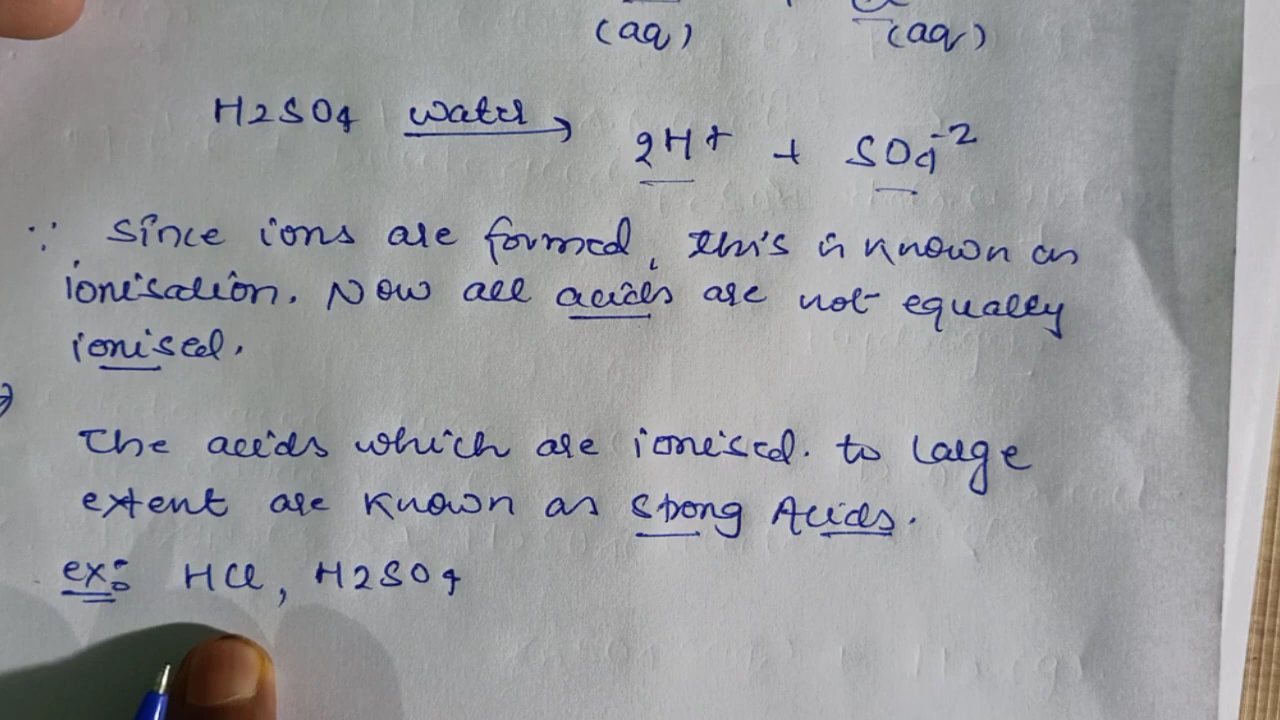 (aq) (aq)
H2SO4 water → 2H+ + SO4-2
∵ Since ions are formed, this is known as
ionisation. Now all acids are not equally
ionised.
The acids which are ionised. to large
extent are known as strong Acids.
ex: HCl, H2SO4